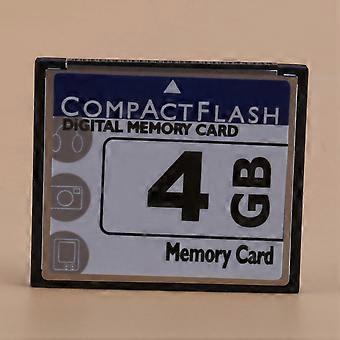 COMPACTFLASH
DIGITAL MEMORY CARD
4 GB
Memory Card